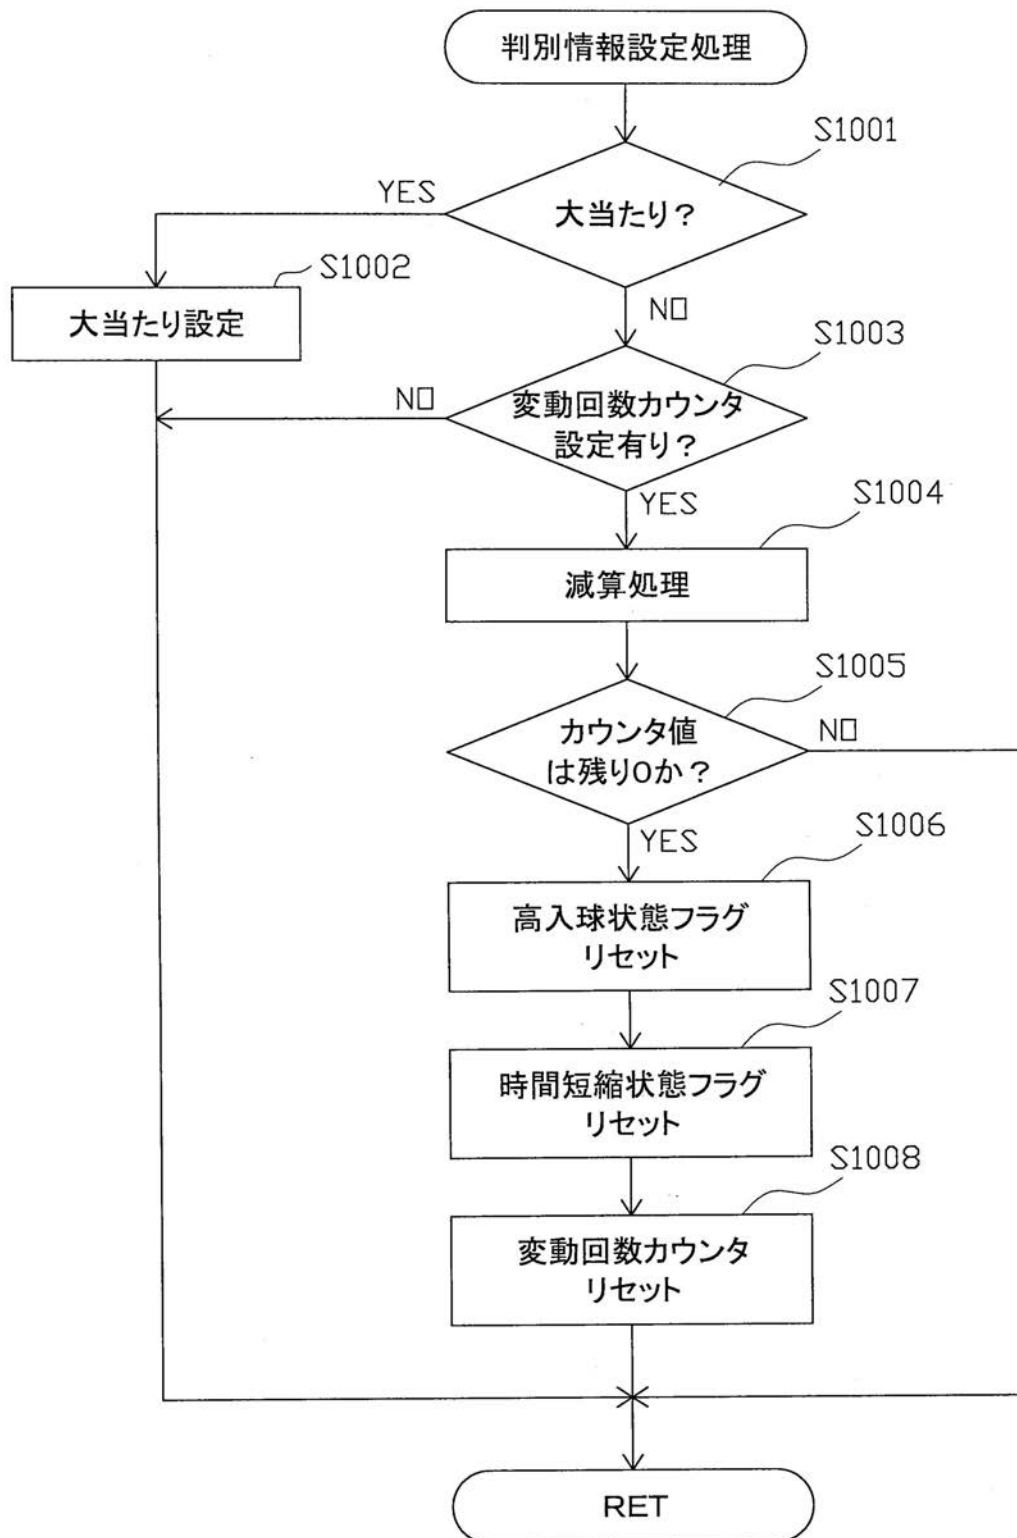 判別情報設定処理
S1001
YES
大当たり？
S1002
NO
大当たり設定
S1003
NO
変動回数カウンタ
設定有り？
S1004
YES
減算処理
S1005
カウンタ値
は残り0か？
NO
S1006
YES
高入球状態フラグ
リセット
S1007
時間短縮状態フラグ
リセット
S1008
変動回数カウンタ
リセット
RET